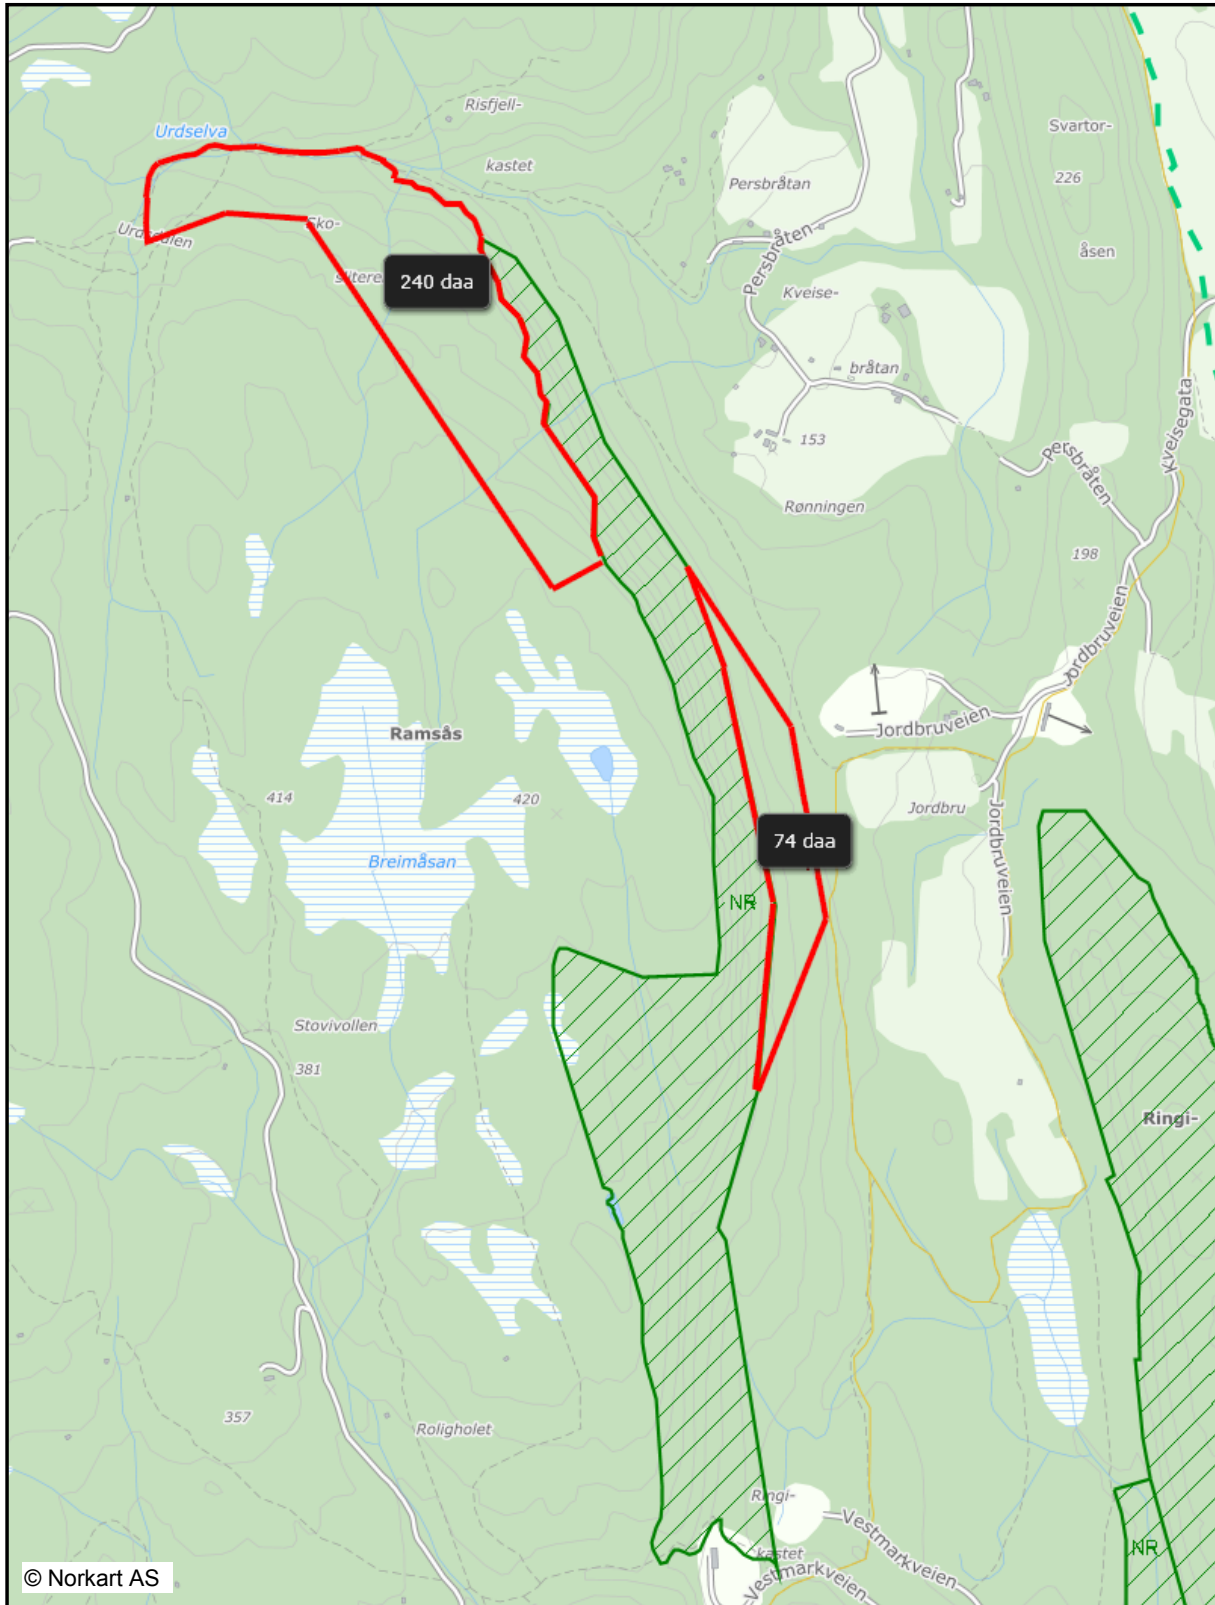 Risfjell-
Urdselva
Svartor-
kastet
226
Persbråtan
Sko-
Urdsdalen
Persbråten
åsen
240 daa
Kveise-
bråtan
Kveisegata
153
Persbråten
Rønningen
198
Jordbruveien
Jordbruveien
Ramsås
414
420
Jordbru
Jordbruveien
74 daa
Breimåsan
NR
Stovivollen
381
Ringi-
357
Roligholet
Ringi-
Vestmarkveien
kastet
NR
© Norkart AS
Vestmarkveien